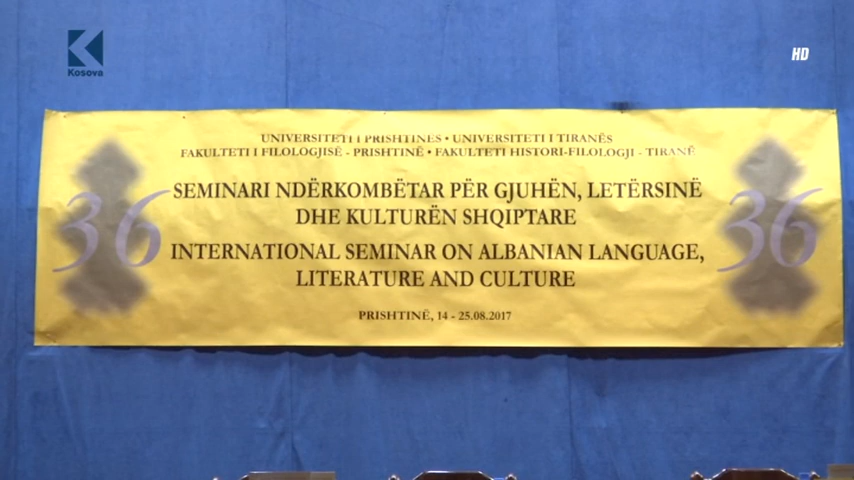 Kosova
HD
UNIVERSITETI I PRISHTINËS • UNIVERSITETI I TIRANËS
FAKULTETI I FILOLOGJISË - PRISHTINË • FAKULTETI HISTORI-FILOLOGJI - TIRANË
36
SEMINARI NDËRKOMBËTAR PËR GJUHËN, LETËRSINË
DHE KULTURËN SHQIPTARE
36
INTERNATIONAL SEMINAR ON ALBANIAN LANGUAGE,
LITERATURE AND CULTURE
PRISHTINË, 14 - 25.08.2017